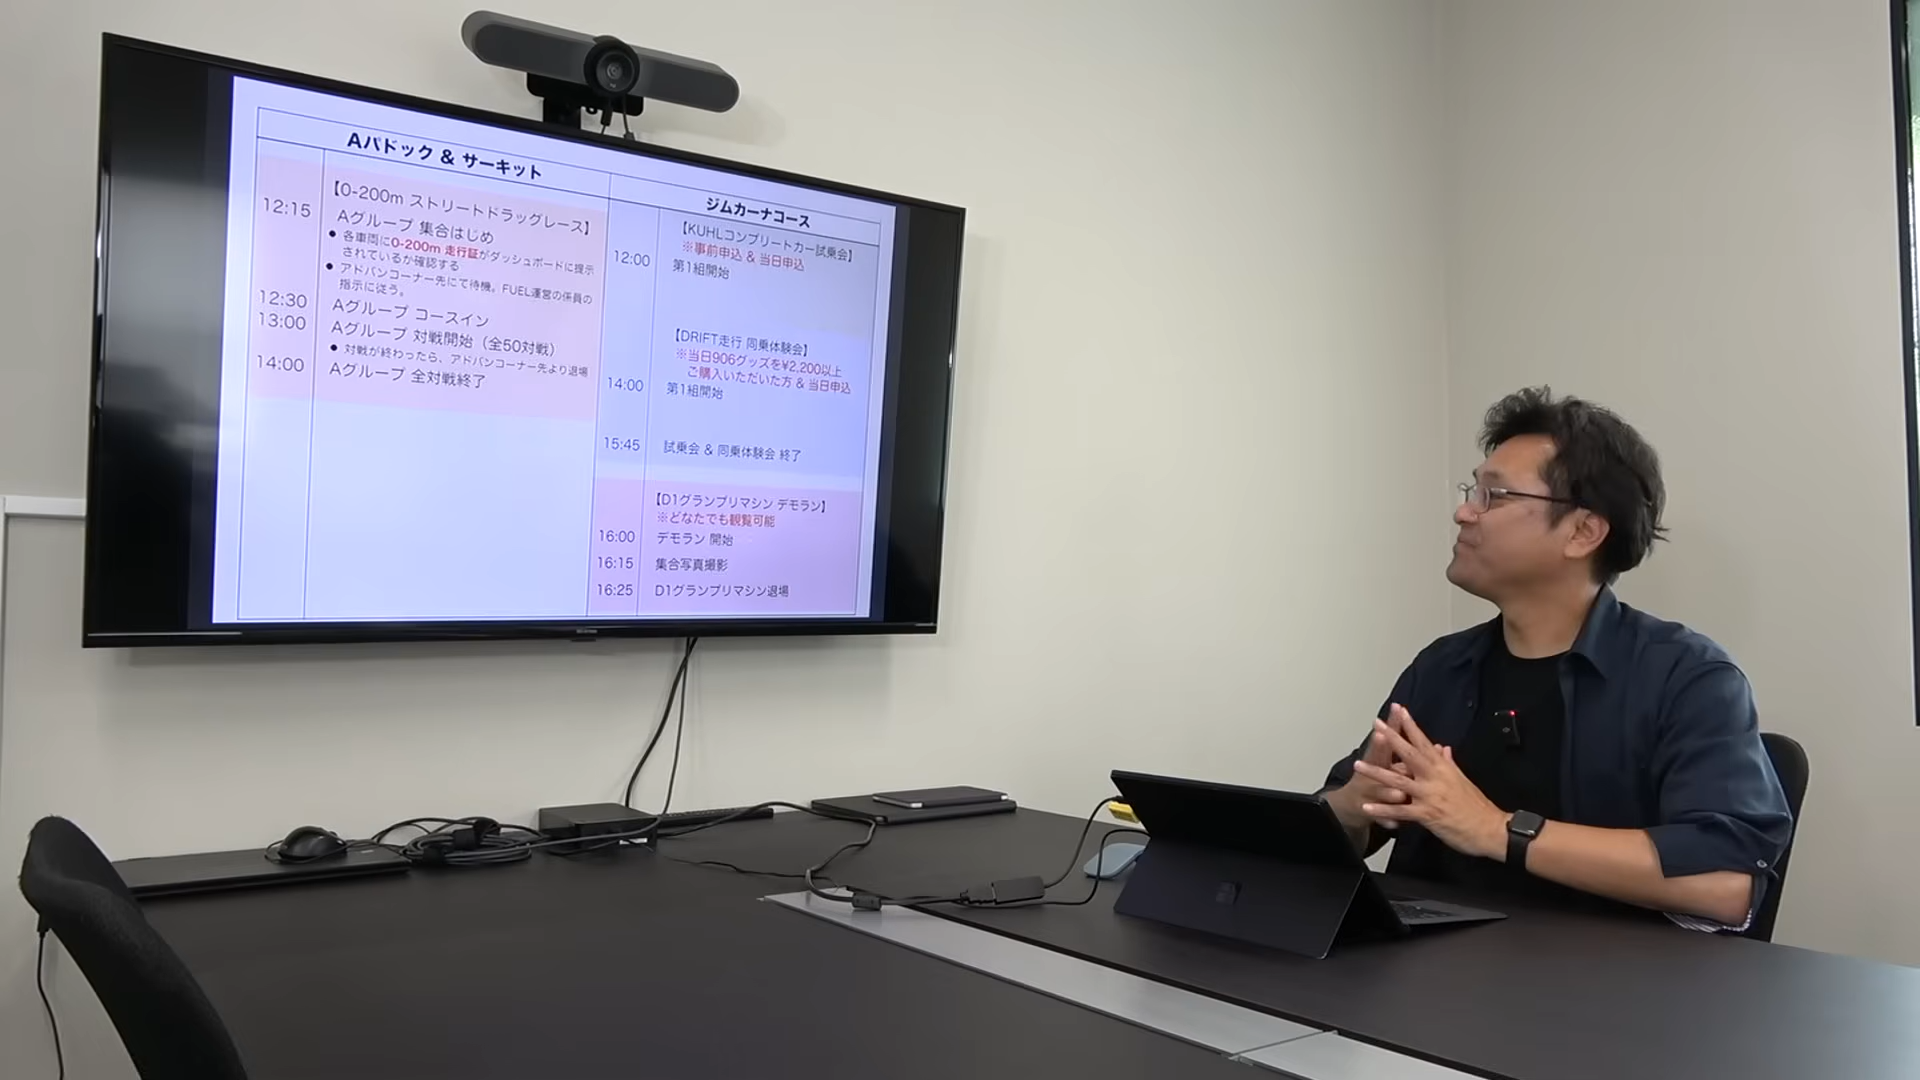 Aパドック & サーキット
【0-200m ストリートドラッグレース】
12:15
Aグループ 集合はじめ
● 各車両に0-200m 走行証がダッシュボードに提示
されているか確認する
● アドバンコーナー先にて待機。FUEL運営の係員の
指示に従う。
12:30 Aグループ コースイン
13:00 Aグループ 対戦開始（全50対戦）
● 対戦が終わったら、アドバンコーナー先より退場
14:00 Aグループ 全対戦終了
ジムカーナコース
【KUHLコンプリートカー試乗会】
※事前申込 & 当日申込
12:00 第1組開始
【DRIFT走行 同乗体験会】
※当日906グッズを¥2,200以上
ご購入いただいた方 & 当日申込
14:00 第1組開始
15:45 試乗会 & 同乗体験会 終了
【D1グランプリマシン デモラン】
※どなたでも観覧可能
16:00 デモラン 開始
16:15 集合写真撮影
16:25 D1グランプリマシン退場